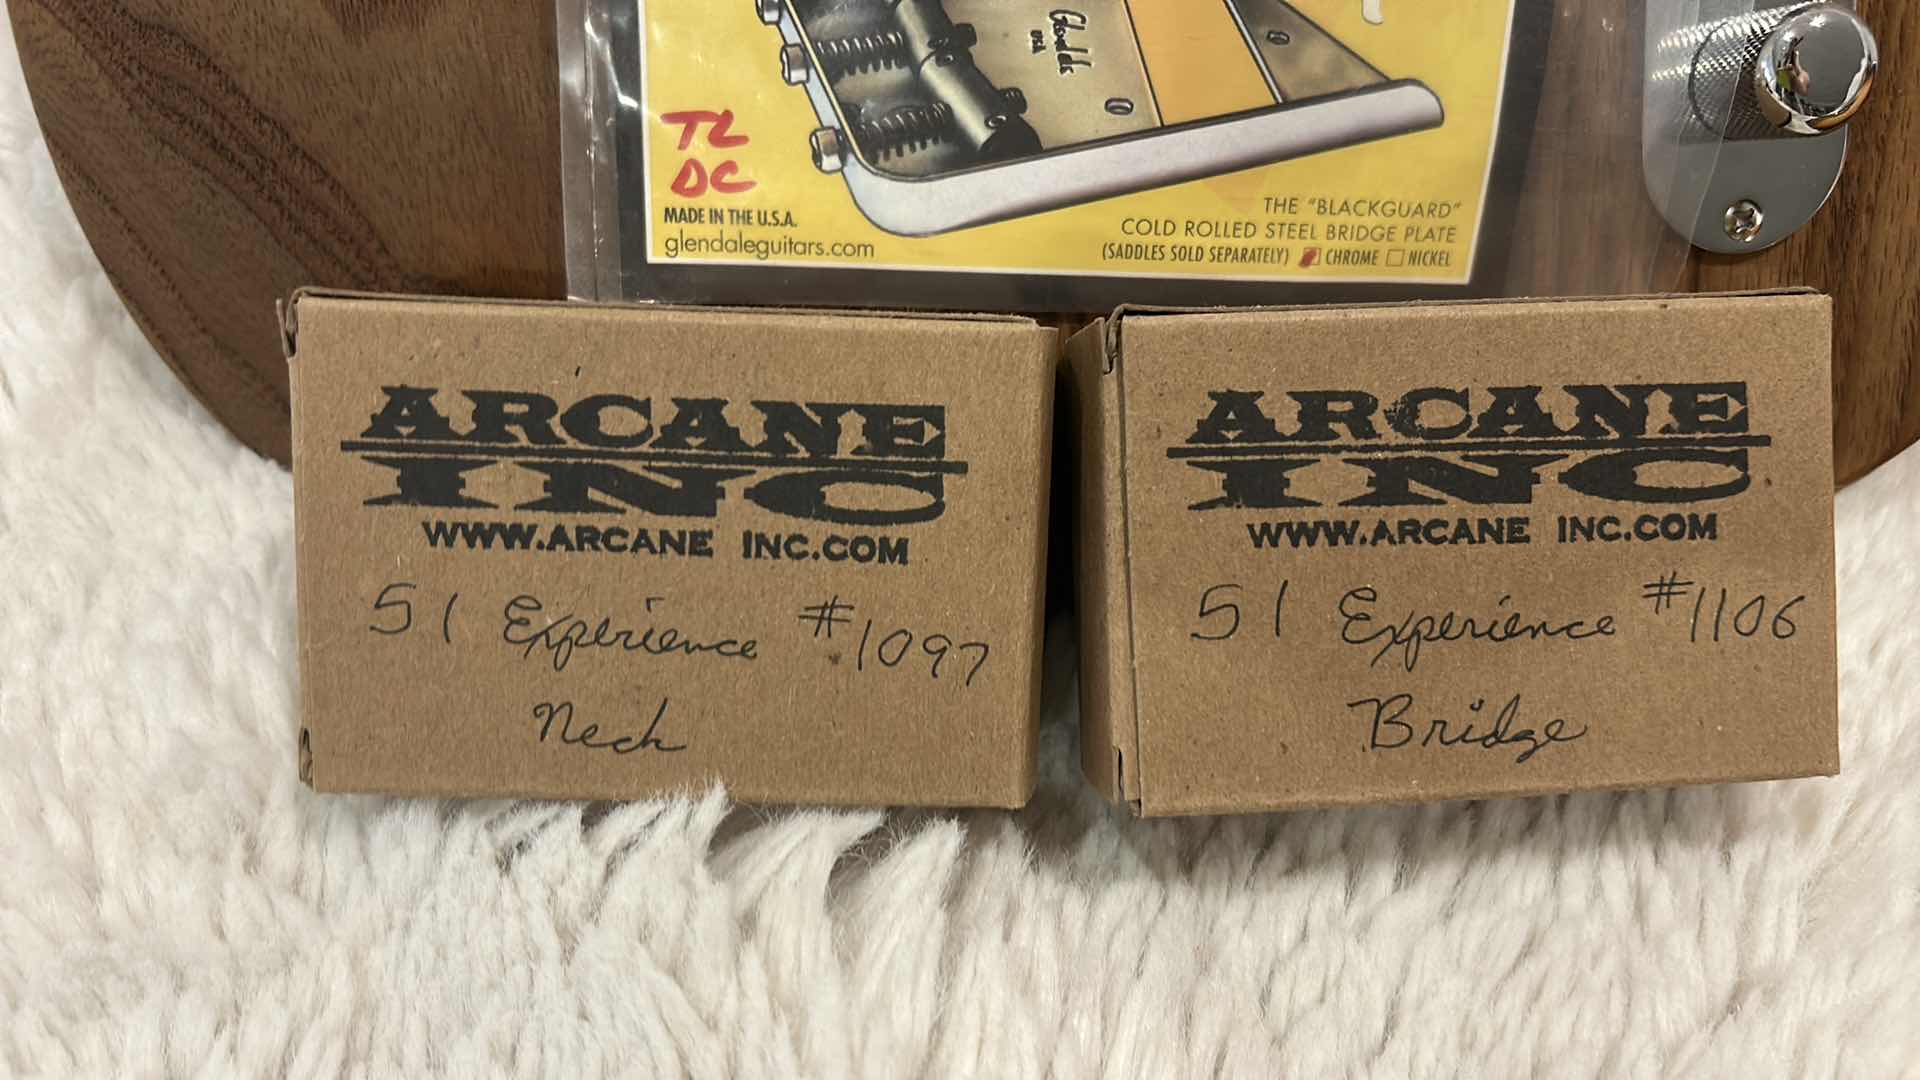 Glendale
USA
TL
DC
MADE IN THE U.S.A.
glendaleguitars.com
THE "BLACKGUARD"
COLD ROLLED STEEL BRIDGE PLATE
(SADDLES SOLD SEPARATELY) CHROME NICKEL
ARCANE
INC
WWW.ARCANE INC.COM
51 Experience #1097
Neck
ARCANE
INC
WWW.ARCANE INC.COM
51 Experience #1106
Bridge